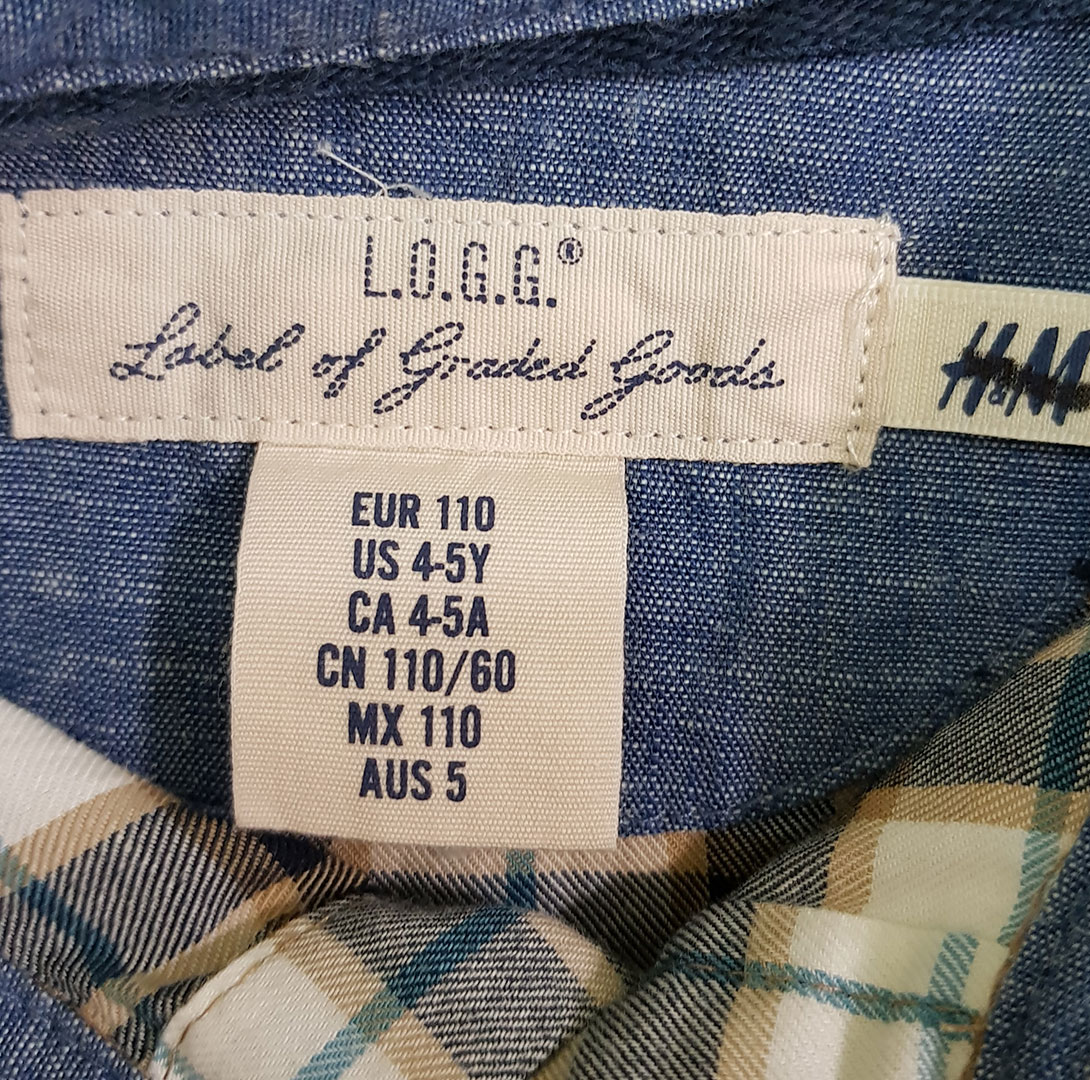 L.O.G.G.®
Label of Graded Goods
H&M
EUR 110
US 4-5Y
CA 4-5A
CN 110/60
MX 110
AUS 5